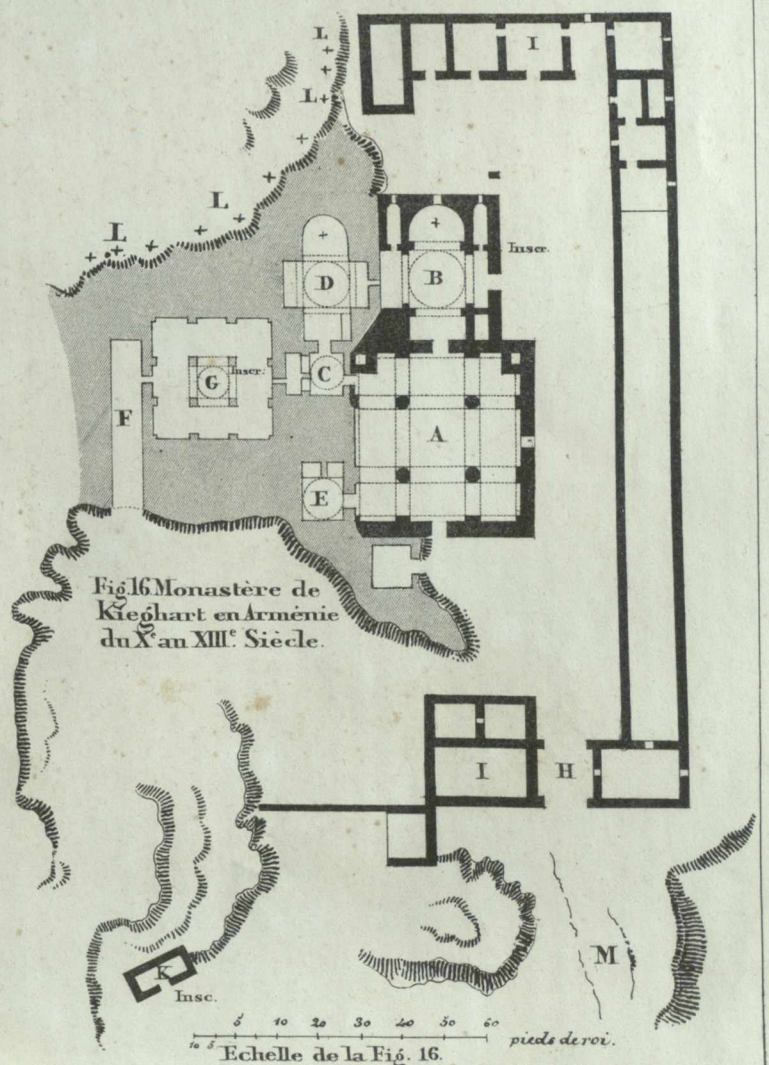 L
I
L
L
L
Inscr.
D
B
C
G
Inscr.
F
A
E
Fig. 16. Monastère de
Kieghart en Arménie
du Xe au XIIIe. Siècle.
I
H
M
K
Insc.
5 10 20 30 40 50 60
10 5
pieds de roi.
Echelle de la Fig. 16.